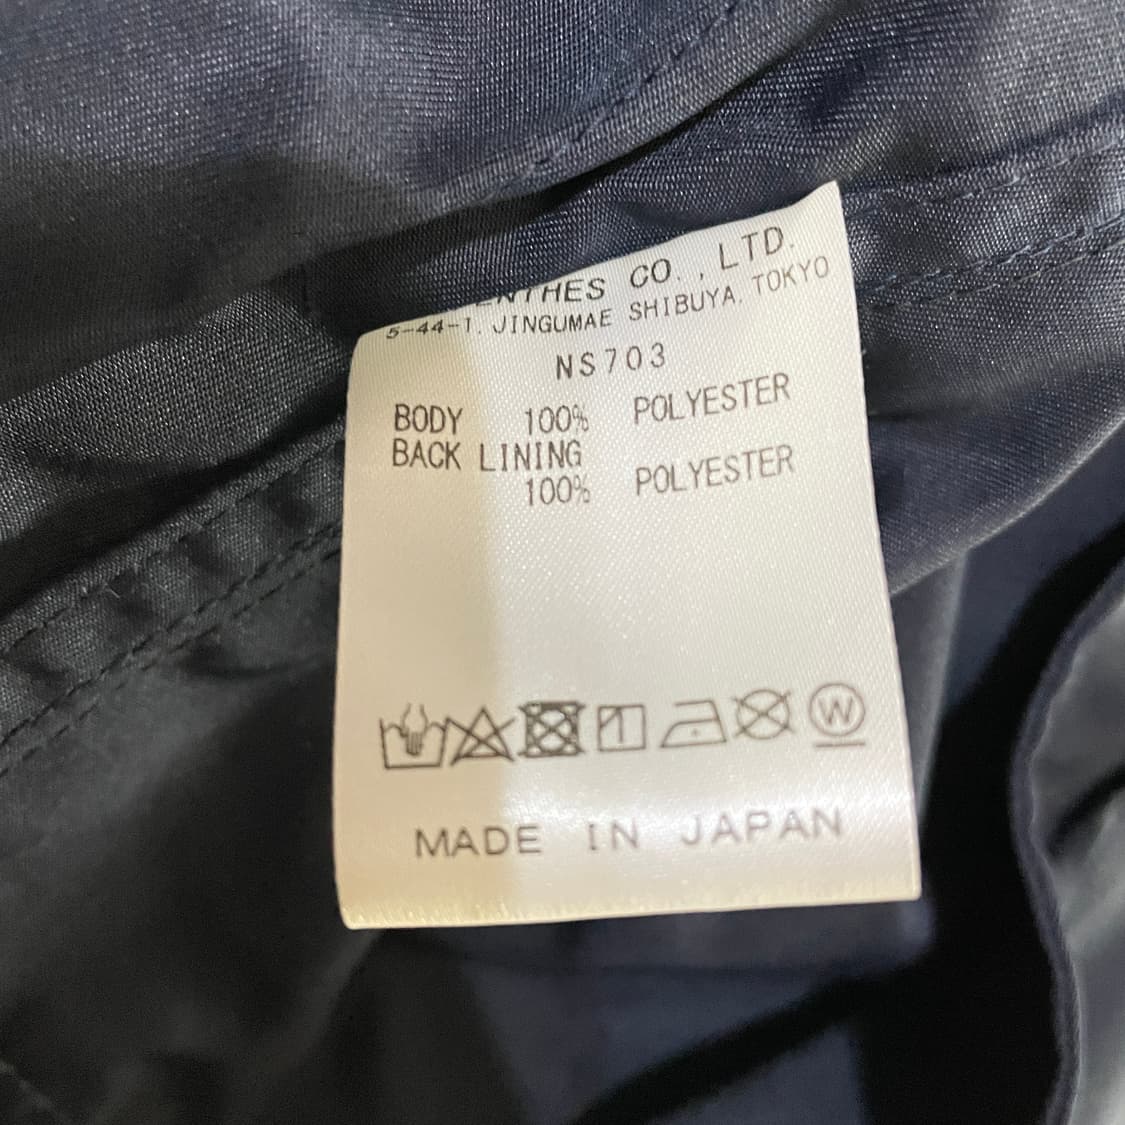 CO., LTD.
5-44-1, JINGUMAE SHIBUYA, TOKYO
NS703
BODY 100% POLYESTER
BACK LINING
100% POLYESTER
W
MADE IN JAPAN